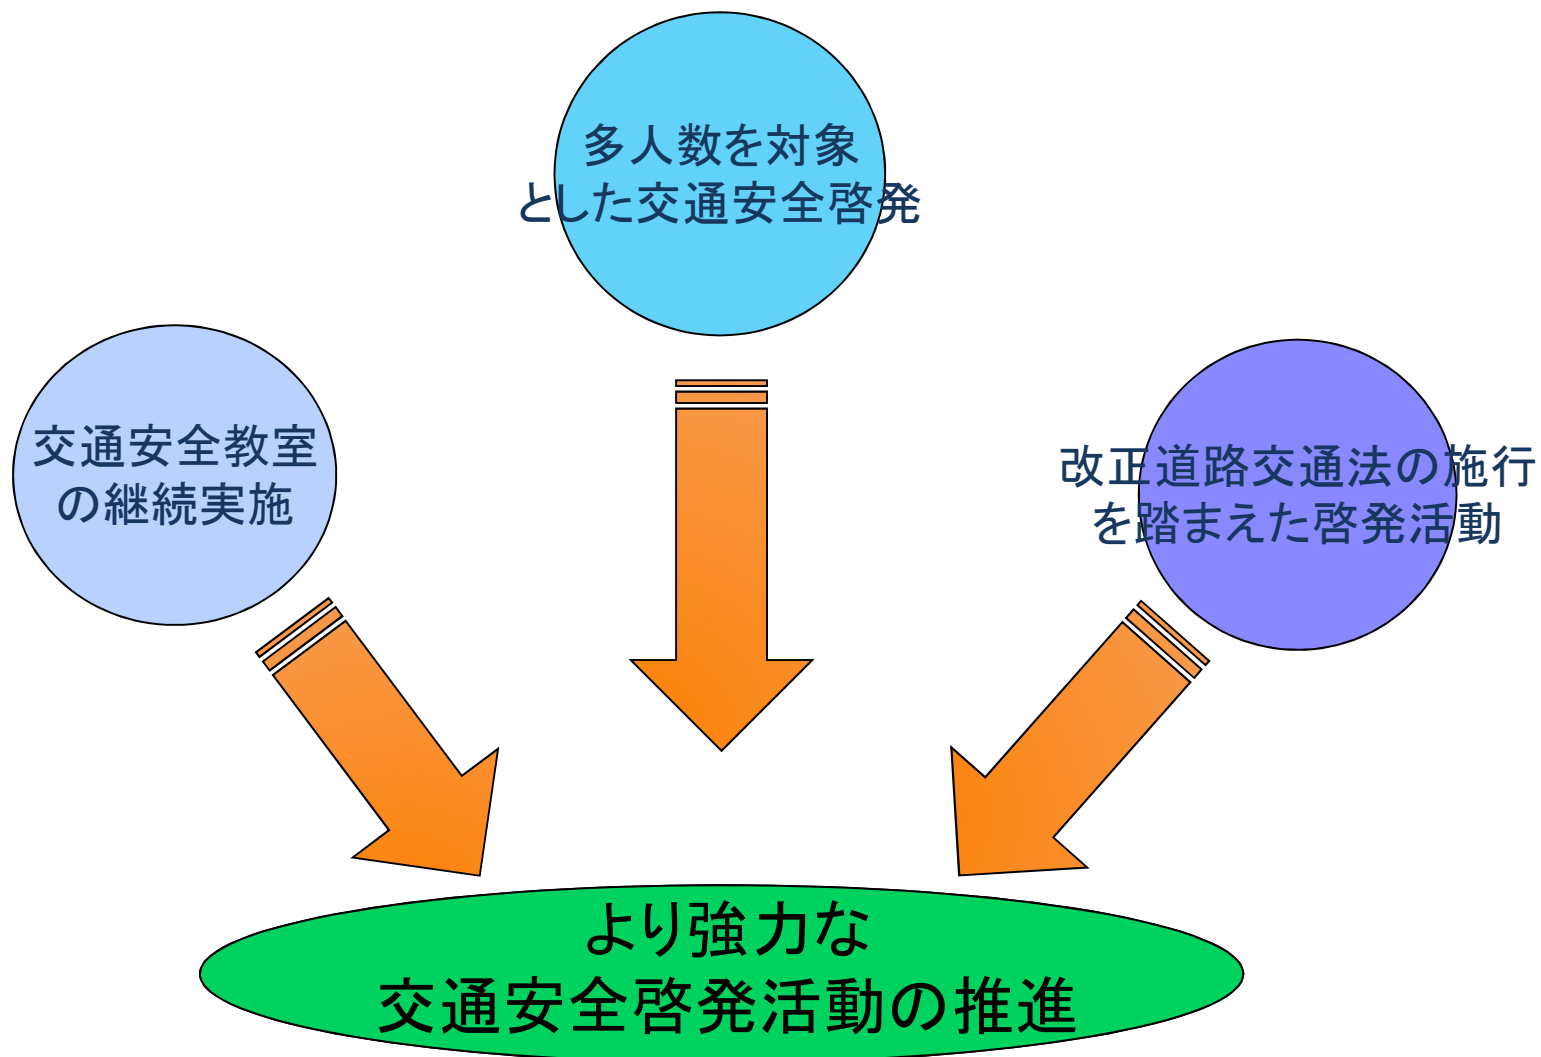 多人数を対象
とした交通安全啓発
交通安全教室
の継続実施
改正道路交通法の施行
を踏まえた啓発活動
より強力な
交通安全啓発活動の推進